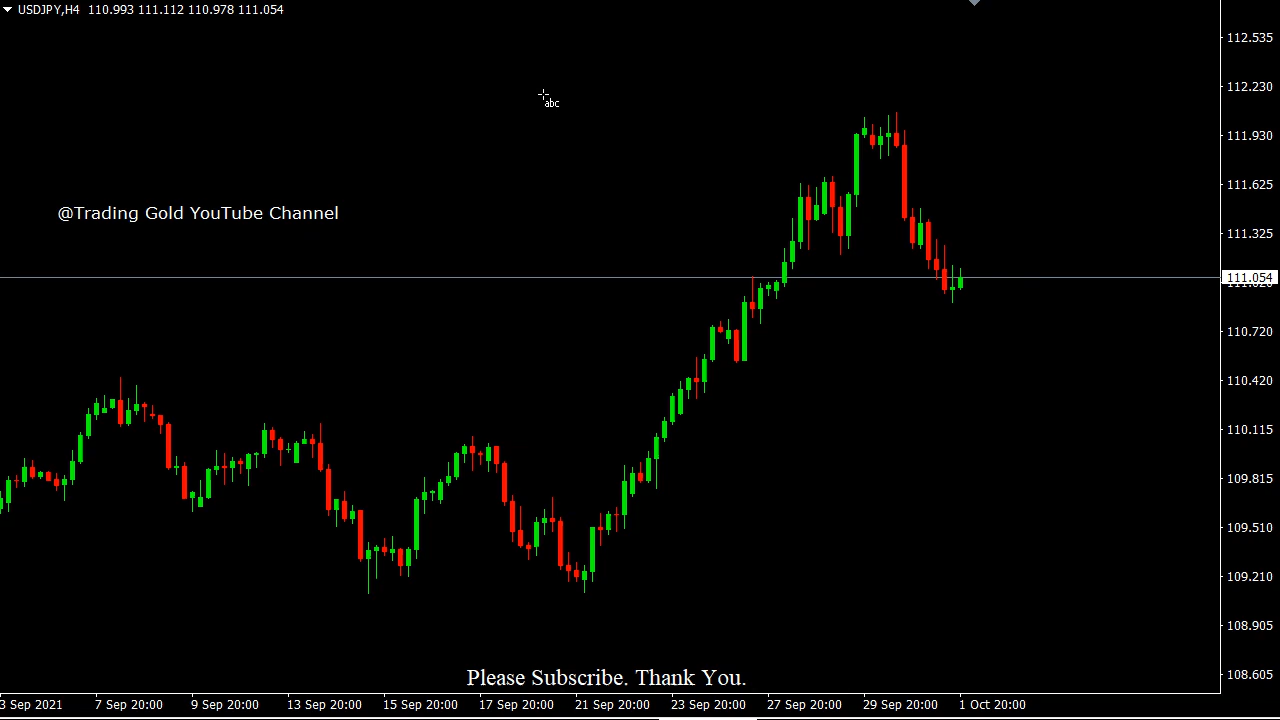 USDJPY,H4 110.993 111.112 110.978 111.054
112.535
112.230
abc
111.930
111.625
@Trading Gold YouTube Channel
111.325
111.054
110.720
110.420
110.115
109.815
109.510
109.210
108.905
108.605
Please Subscribe. Thank You.
3 Sep 2021 7 Sep 20:00 9 Sep 20:00 13 Sep 20:00 15 Sep 20:00 17 Sep 20:00 21 Sep 20:00 23 Sep 20:00 27 Sep 20:00 29 Sep 20:00 1 Oct 20:00